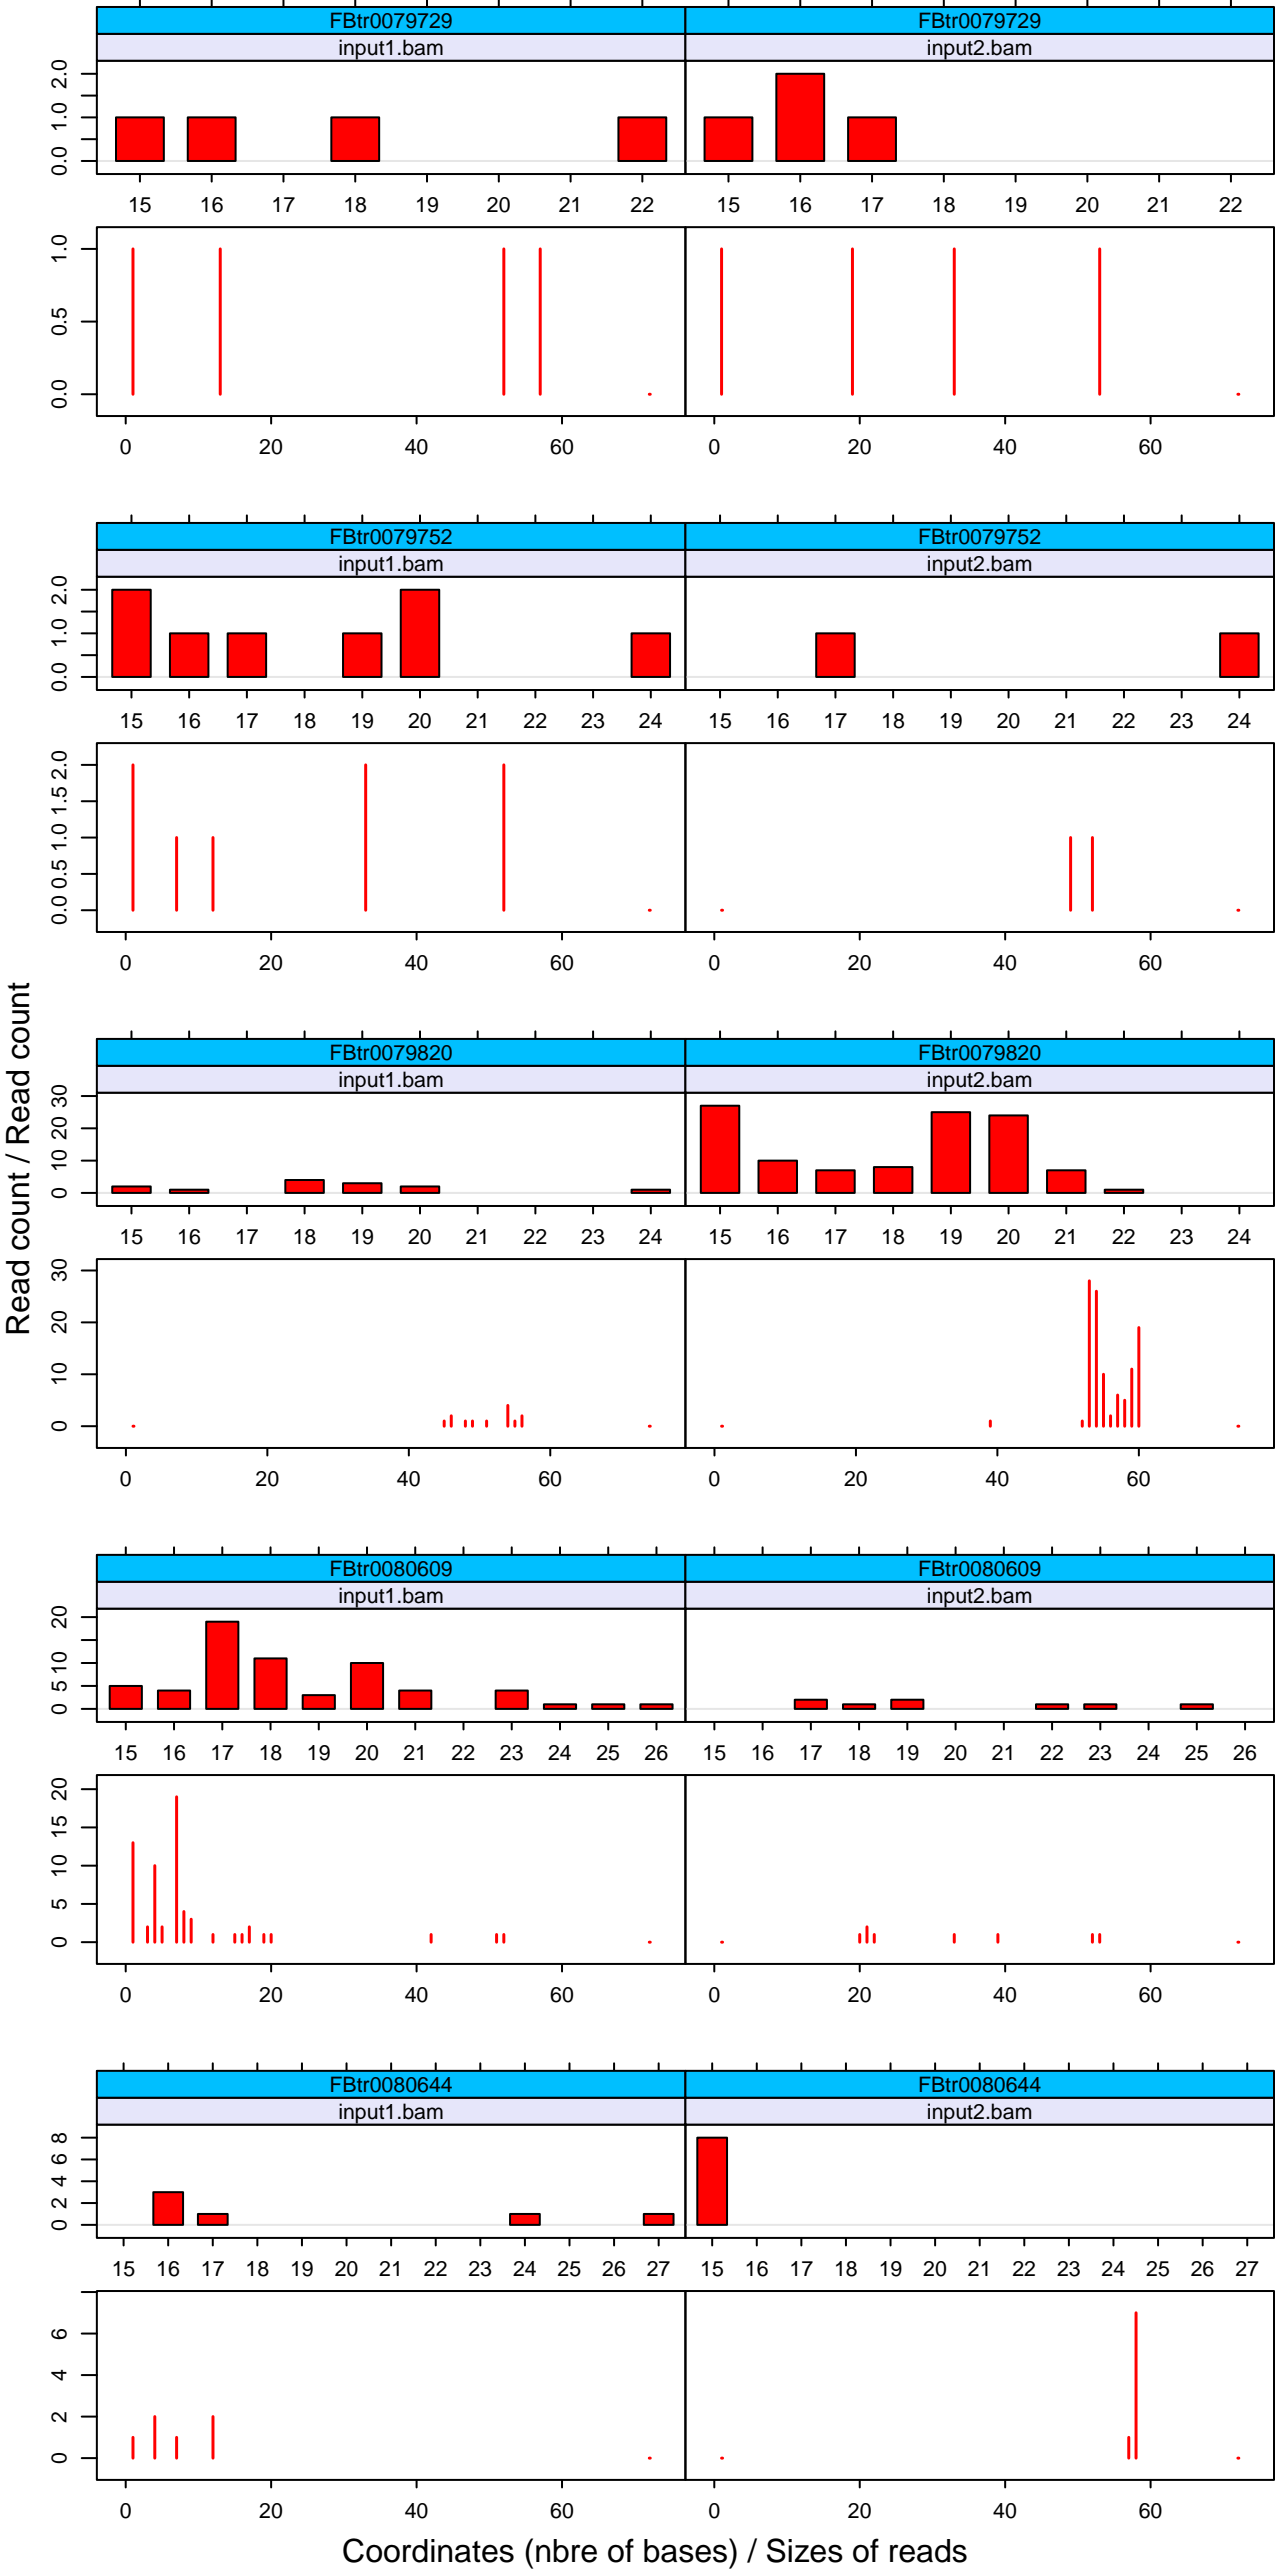 FBtr0079729 FBtr0079729
input1.bam input2.bam
0.0 1.0 2.0
15 16 17 18 19 20 21 22 15 16 17 18 19 20 21 22
0.0 0.5 1.0
0 20 40 60 0 20 40 60
FBtr0079752 FBtr0079752
input1.bam input2.bam
0.0 1.0 2.0
15 16 17 18 19 20 21 22 23 24 15 16 17 18 19 20 21 22 23 24
0.0 0.5 1.0 1.5 2.0
0 20 40 60 0 20 40 60
Read count / Read count
FBtr0079820 FBtr0079820
input1.bam input2.bam
0 10 20 30
15 16 17 18 19 20 21 22 23 24 15 16 17 18 19 20 21 22 23 24
0 10 20 30
0 20 40 60 0 20 40 60
FBtr0080609 FBtr0080609
input1.bam input2.bam
0 5 10 20
15 16 17 18 19 20 21 22 23 24 25 26 15 16 17 18 19 20 21 22 23 24 25 26
0 5 10 15 20
0 20 40 60 0 20 40 60
FBtr0080644 FBtr0080644
input1.bam input2.bam
0 2 4 6 8
15 16 17 18 19 20 21 22 23 24 25 26 27 15 16 17 18 19 20 21 22 23 24 25 26 27
0 2 4 6
0 20 40 60 0 20 40 60
Coordinates (nbre of bases) / Sizes of reads